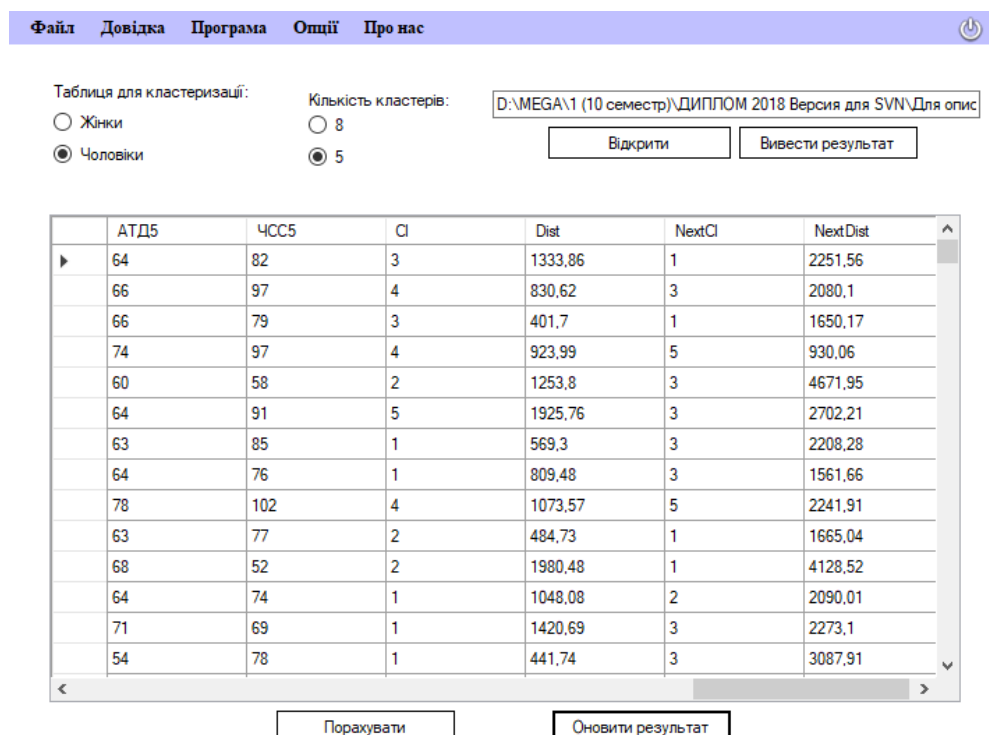 Файл Довідка Програма Опції Про нас
Таблиця для кластеризації:
Жінки
Чоловіки
Кількість кластерів:
8
5
D:\MEGA\1 (10 семестр)\ДИПЛОМ 2018 Версия для SVN\Для опис
Відкрити Вивести результат
АТД5 ЧСС5 Cl Dist NextCl NextDist
64 82 3 1333,86 1 2251,56
66 97 4 830,62 3 2080,1
66 79 3 401,7 1 1650,17
74 97 4 923,99 5 930,06
60 58 2 1253,8 3 4671,95
64 91 5 1925,76 3 2702,21
63 85 1 569,3 3 2208,28
64 76 1 809,48 3 1561,66
78 102 4 1073,57 5 2241,91
63 77 2 484,73 1 1665,04
68 52 2 1980,48 1 4128,52
64 74 1 1048,08 2 2090,01
71 69 1 1420,69 3 2273,1
54 78 1 441,74 3 3087,91
Порахувати Оновити результат